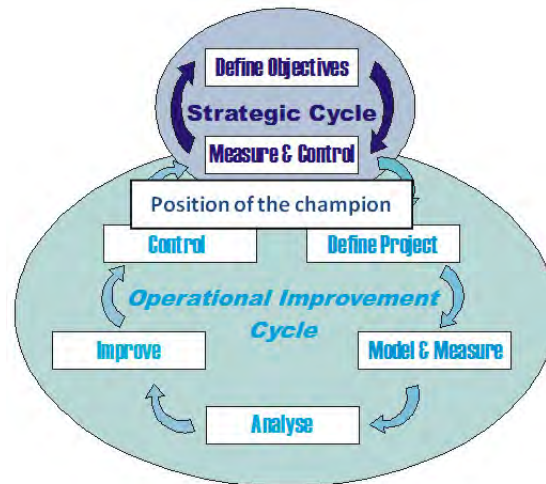 Define Objectives
Strategic Cycle
Measure & Control
Position of the champion
Control
Define Project
Operational Improvement
Cycle
Improve
Model & Measure
Analyse